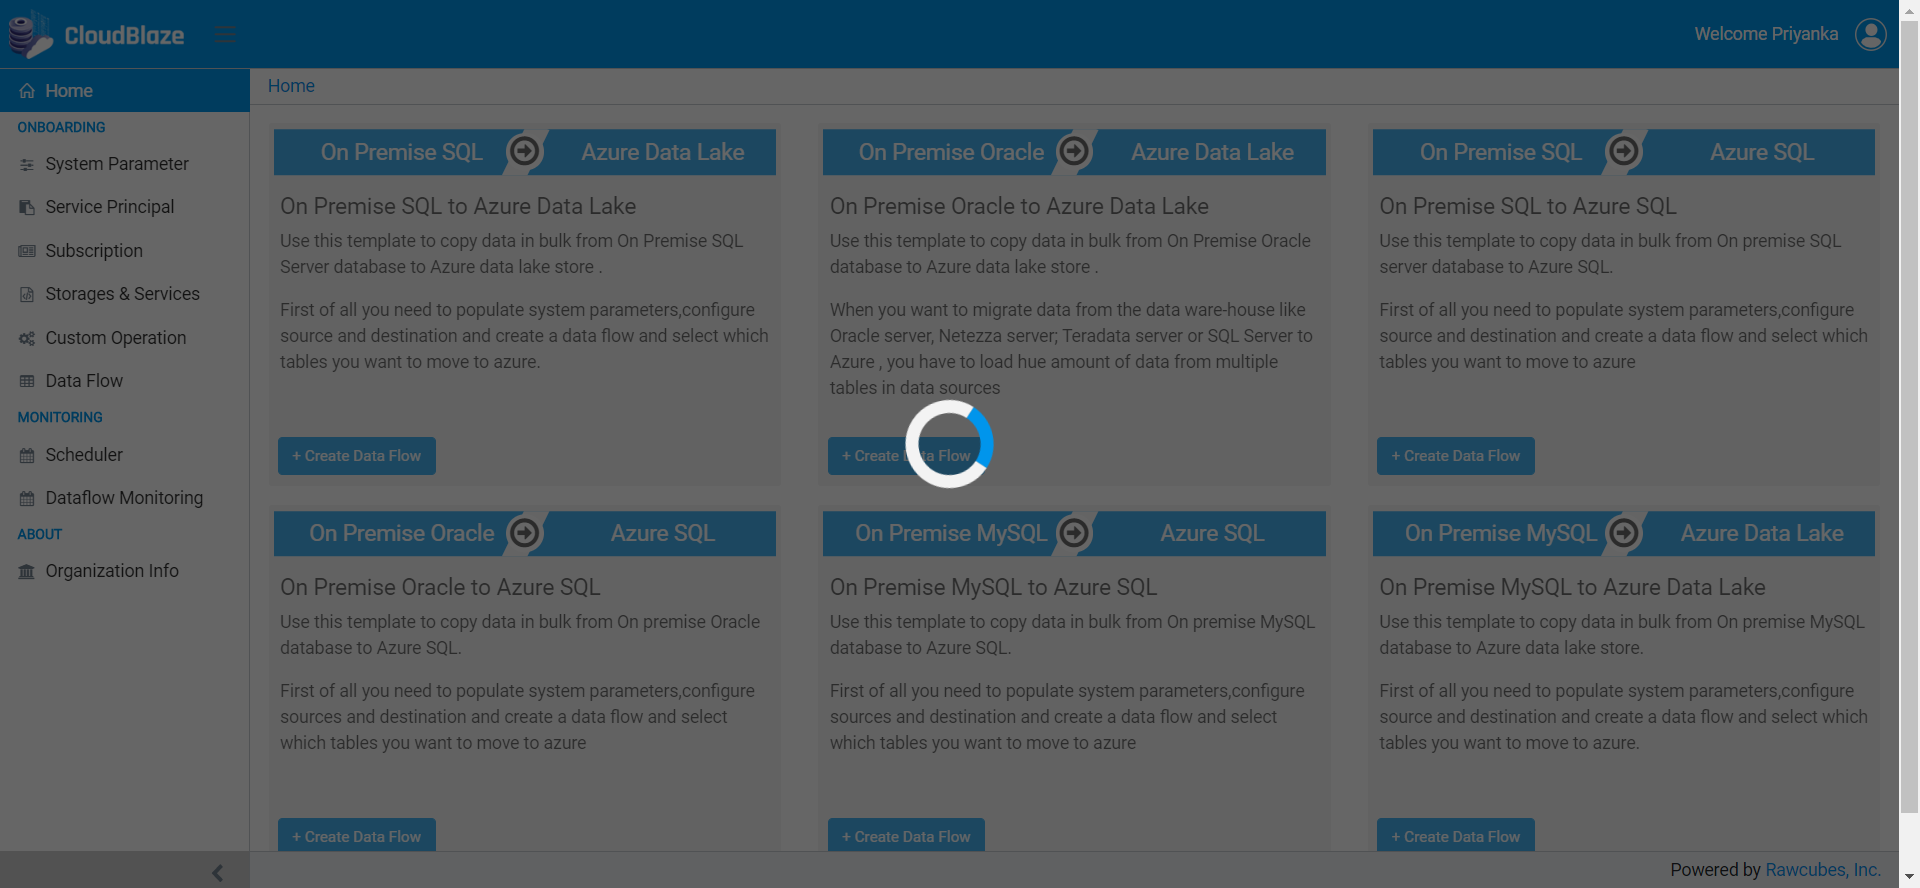 CloudBlaze
Welcome Priyanka
Home
ONBOARDING
System Parameter
Service Principal
Subscription
Storages & Services
Custom Operation
Data Flow
MONITORING
Scheduler
Dataflow Monitoring
ABOUT
Organization Info
Home
On Premise SQL
Azure Data Lake
On Premise SQL to Azure Data Lake
Use this template to copy data in bulk from On Premise SQL
Server database to Azure data lake store .
First of all you need to populate system parameters,configure
source and destination and create a data flow and select which
tables you want to move to azure.
+ Create Data Flow
On Premise Oracle
Azure Data Lake
On Premise Oracle to Azure Data Lake
Use this template to copy data in bulk from On Premise Oracle
database to Azure data lake store .
When you want to migrate data from the data ware-house like
Oracle server, Netezza server; Teradata server or SQL Server to
Azure , you have to load hue amount of data from multiple
tables in data sources
+ Create Data Flow
On Premise SQL
Azure SQL
On Premise SQL to Azure SQL
Use this template to copy data in bulk from On premise SQL
server database to Azure SQL.
First of all you need to populate system parameters,configure
source and destination and create a data flow and select which
tables you want to move to azure
+ Create Data Flow
On Premise Oracle
Azure SQL
On Premise Oracle to Azure SQL
Use this template to copy data in bulk from On premise Oracle
database to Azure SQL.
First of all you need to populate system parameters,configure
sources and destination and create a data flow and select
which tables you want to move to azure
+ Create Data Flow
On Premise MySQL
Azure SQL
On Premise MySQL to Azure SQL
Use this template to copy data in bulk from On premise MySQL
database to Azure SQL.
First of all you need to populate system parameters,configure
sources and destination and create a data flow and select
which tables you want to move to azure
+ Create Data Flow
On Premise MySQL
Azure Data Lake
On Premise MySQL to Azure Data Lake
Use this template to copy data in bulk from On premise MySQL
database to Azure data lake store.
First of all you need to populate system parameters,configure
source and destination and create a data flow and select which
tables you want to move to azure.
+ Create Data Flow
Powered by Rawcubes, Inc.